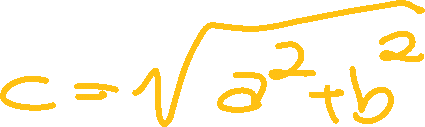 c = √(a² + b²)